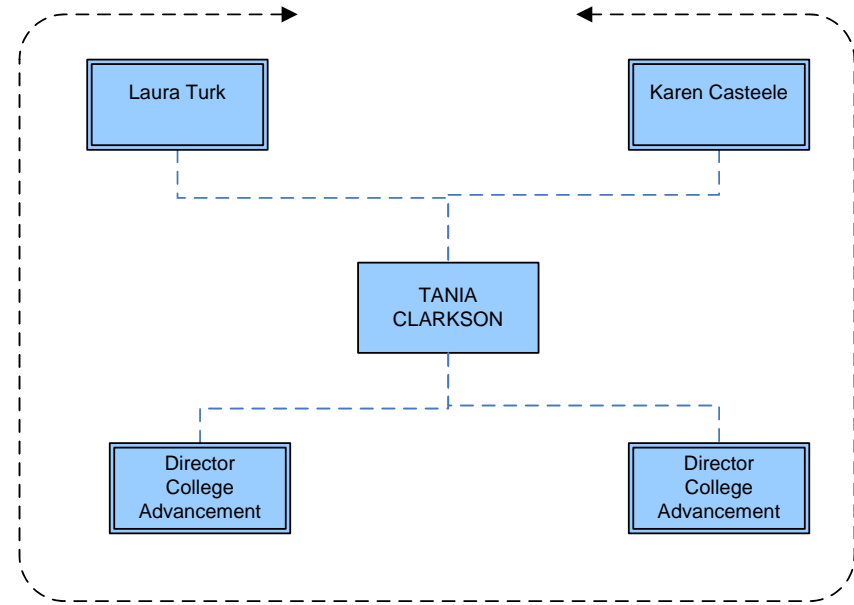 Laura Turk
Karen Casteele
TANIA
CLARKSON
Director
College
Advancement
Director
College
Advancement